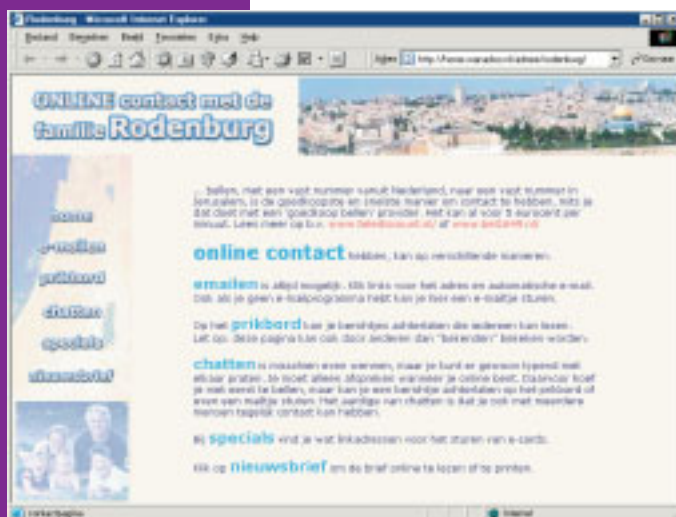 Rodenburg - Microsoft Internet Explorer
Bestand Bewerken Beeld Favorieten Extra Help
Adres
ONLINE contact met de
familie Rodenburg
home
e-mailen
prikbord
chatten
specials
nieuwsbrief
... bellen, met een vast nummer vanuit Nederland, naar een vast nummer in
Jerusalem, is de goedkoopste en snelste manier om contact te hebben, mits je
dat doet met een 'goedkoop bellen' provider. Het kan al voor 5 eurocent per
minuut. Lees meer op b.v. of
online contact hebben, kan op verschillende manieren.
emailen is altijd mogelijk. Klik links voor het adres en automatische e-mail.
Ook als je geen e-mailprogramma hebt kan je hier een e-mailtje sturen.
Op het prikbord kan je berichtjes achterlaten die iedereen kan lezen.
Let op: deze pagina kan ook door anderen dan "bekenden" bekeken worden.
chatten is misschien even wennen, maar je kunt er gewoon typend met
elkaar praten. Je moet alleen afspreken wanneer je online bent. Daarvoor hoef
je niet eerst te bellen, maar kan je een berichtje achterlaten op het prikbord of
even een mailtje sturen. Het aardige van chatten is dat je ook met meerdere
mensen tegelijk contact kan hebben.
Bij specials vind je wat linkadressen voor het sturen van e-cards.
Klik op nieuwsbrief om de brief online te lezen of te printen.
Internet